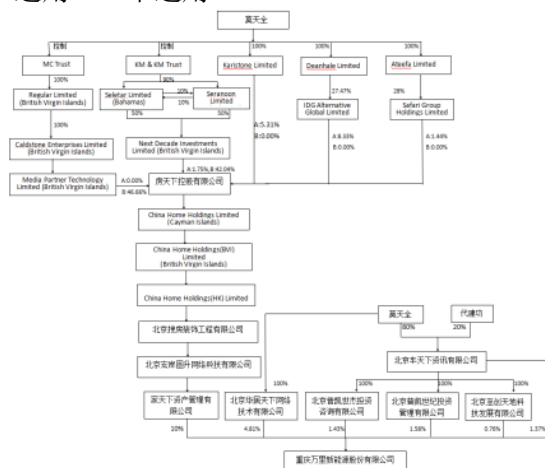 莫天全
控制
控制
100%
100%
100%
MC Trust
KM & KM Trust
Karistone Limited
Deanhale Limited
Ateefa Limited
100%
90%
27.47%
28%
Regular Limited
(British Virgin Islands)
Seletar Limited
(Bahamas)
10%
10%
Serenoon
Limited
IDG Alternative
Global Limited
Safari Group
Holdings Limited
100%
50%
50%
A:5.31%
B:0.00%
Caldstone Enterprises Limited
(British Virgin Islands)
Next Decade Investments
Limited (British Virgin Islands)
A:8.33%
B:0.00%
A:1.44%
B:0.00%
A:1.75%,B:42.04%
Media Partner Technology
Limited (British Virgin Islands)
A:0.00%
B:46.66%
房天下控股有限公司
China Home Holdings Limited
(Cayman Islands)
China Home Holdings(BVI)
Limited
(British Virgin Islands)
China Home Holdings(HK) Limited
莫天全
代建功
80%
20%
北京搜房装饰工程有限公司
北京车天下资讯有限公司
北京宏岸图升网络科技有限公司
100%
100%
100%
100%
家天下资产管理有
限公司
北京华居天下网络
技术有限公司
北京普凯世杰投资
咨询有限公司
北京普凯世纪投资
管理有限公司
北京至创天地科
技发展有限公司
10%
4.81%
1.43%
1.58%
0.76%
1.37%
重庆万里新能源股份有限公司